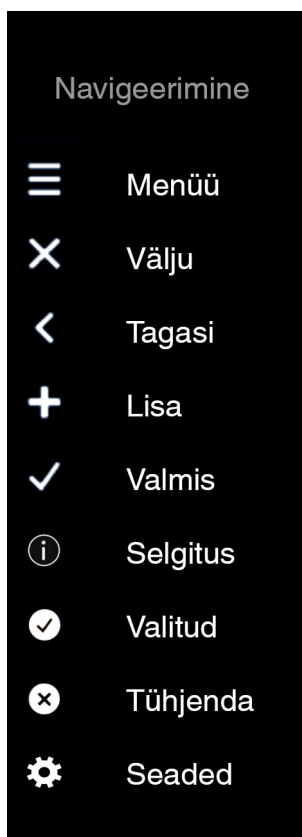 Navigeerimine
Menüü
Välju
Tagasi
Lisa
Valmis
Selgitus
Valitud
Tühjenda
Seaded